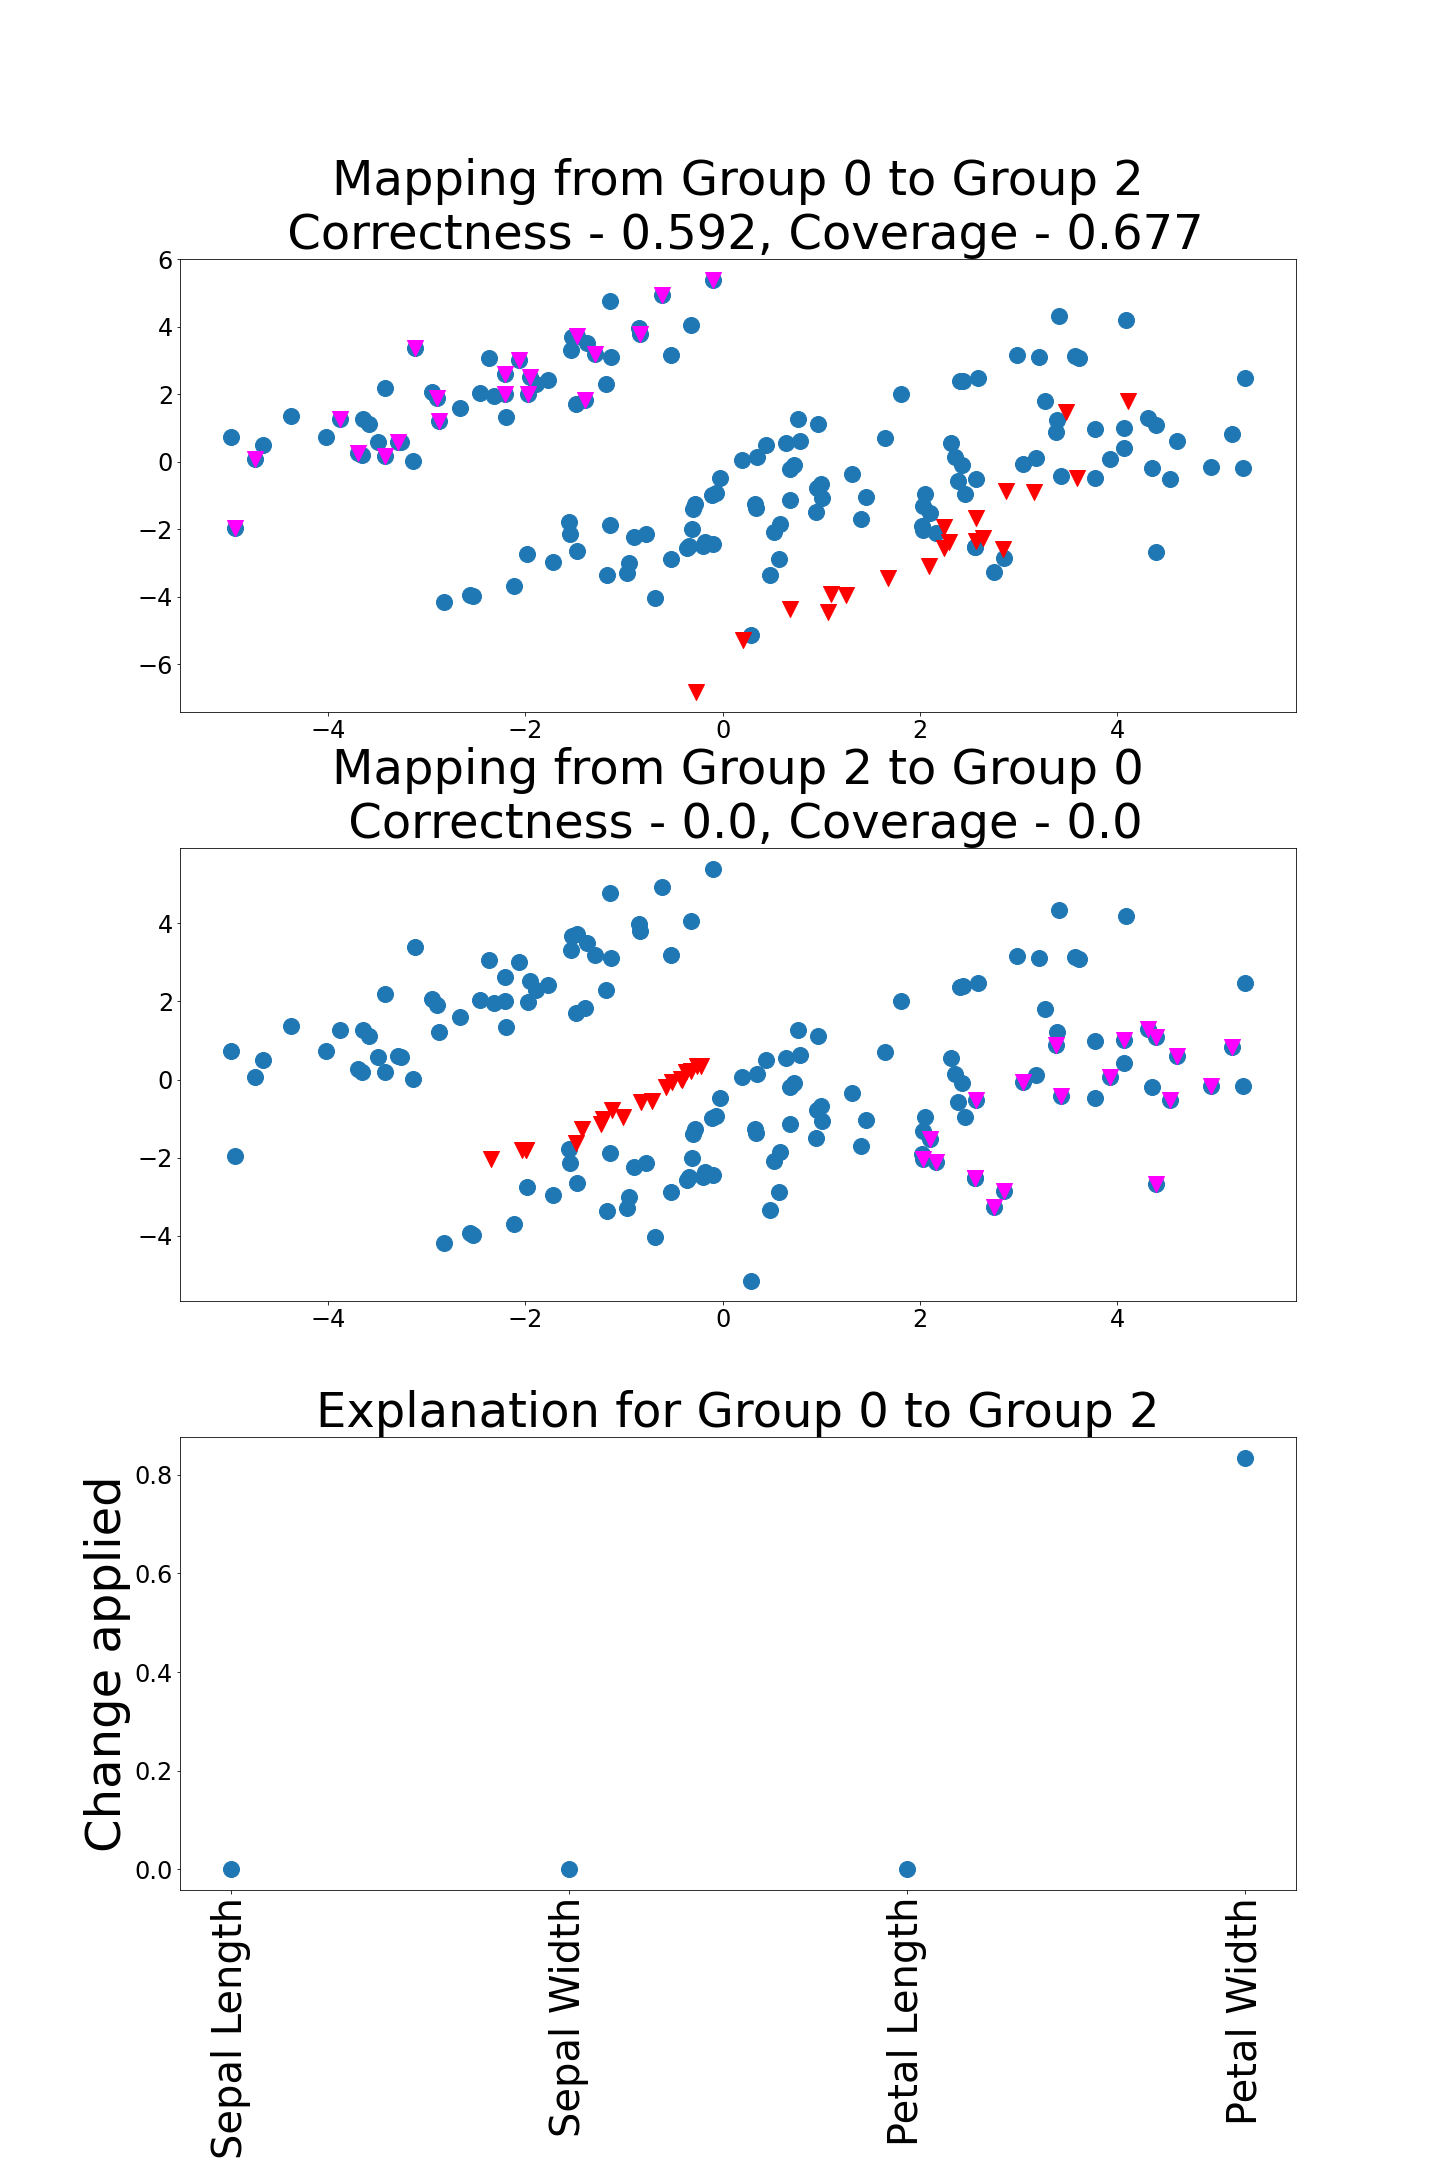 Mapping from Group 0 to Group 2
Correctness - 0.592, Coverage - 0.677
6
4
2
0
−2
−4
−6
−4 −2 0 2 4
Mapping from Group 2 to Group 0
Correctness - 0.0, Coverage - 0.0
4
2
0
−2
−4
−4 −2 0 2 4
Explanation for Group 0 to Group 2
Change applied
0.8
0.6
0.4
0.2
0.0
Sepal Length
Sepal Width
Petal Length
Petal Width